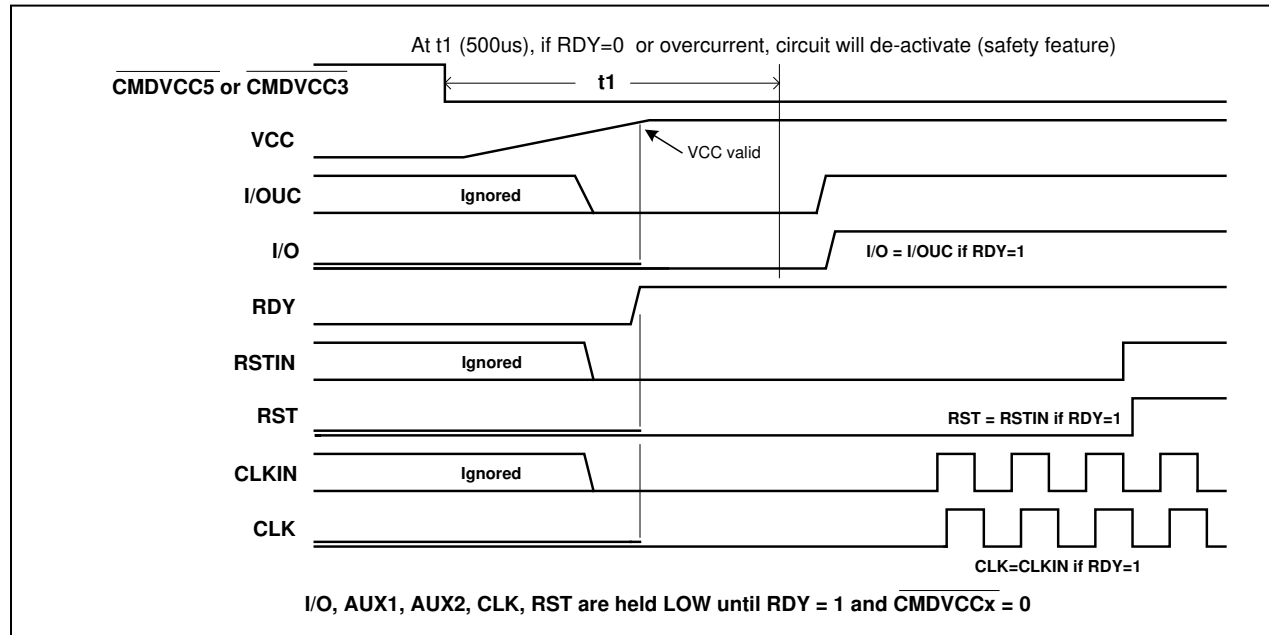 At t1 (500us), if RDY=0 or overcurrent, circuit will de-activate (safety feature)
CMDVCC5 or CMDVCC3
t1
VCC
VCC valid
I/OUC
Ignored
I/O
I/O = I/OUC if RDY=1
RDY
RSTIN
Ignored
RST
RST = RSTIN if RDY=1
CLKIN
Ignored
CLK
CLK=CLKIN if RDY=1
I/O, AUX1, AUX2, CLK, RST are held LOW until RDY = 1 and CMDVCCx = 0